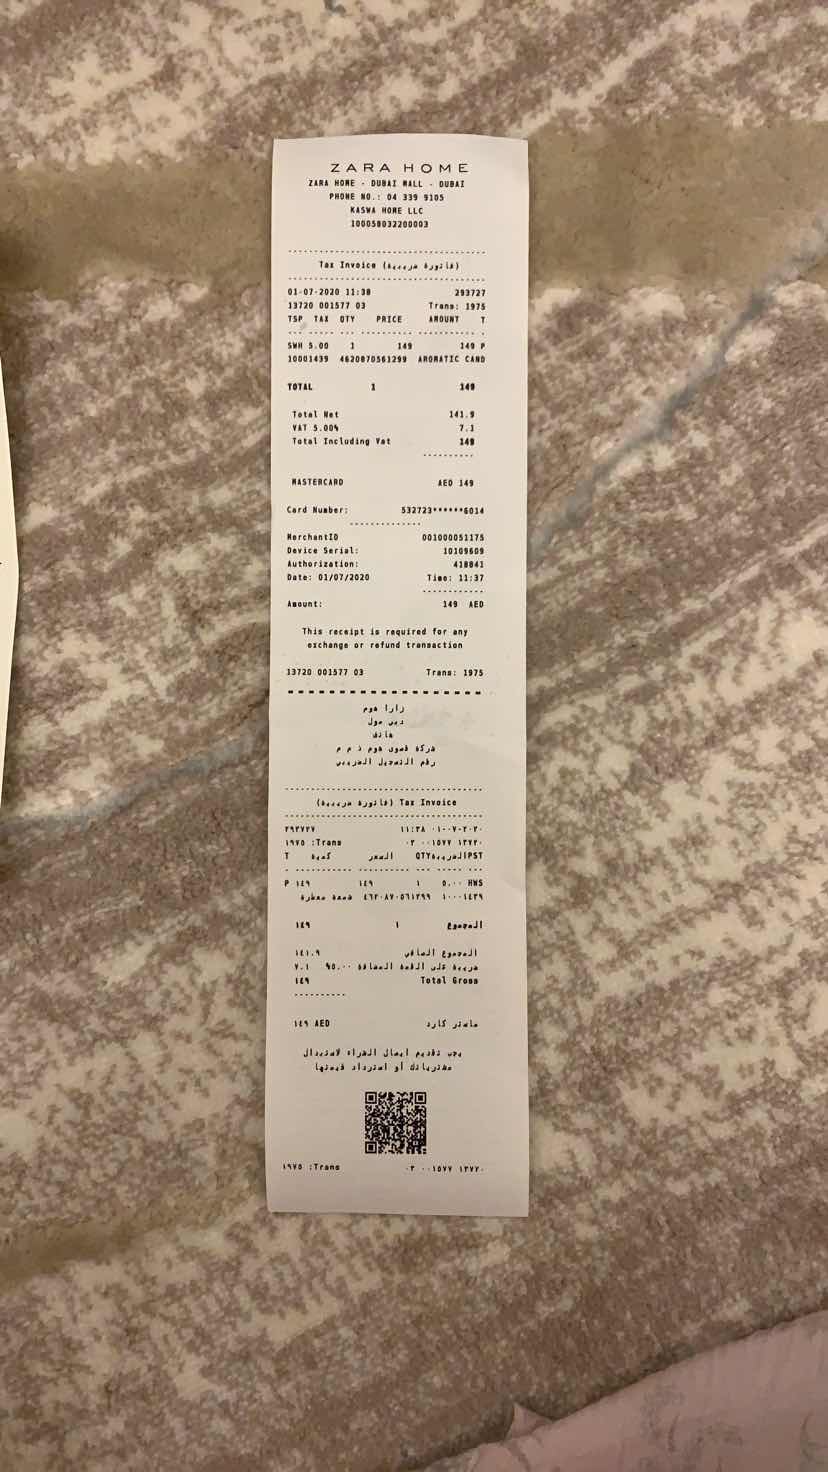 ZARA HOME
ZARA HOME - DUBAI MALL - DUBAI
PHONE NO.: 04 339 9105
KASWA HOME LLC
100058032200003
Tax Invoice (فاتورة ضريبية)
01-07-2020 11:38 293727
13720 001577 03 Trans: 1975
TSP TAX QTY PRICE AMOUNT T
SWH 5.00 1 149 149 P
10001439 4620870561299 AROMATIC CAND
TOTAL 1 149
Total Net 141.9
VAT 5.00% 7.1
Total Including Vat 149
MASTERCARD AED 149
Card Number: 532723******6014
MerchantID 001000051175
Device Serial: 10109609
Authorization: 418841
Date: 01/07/2020 Time: 11:37
Amount: 149 AED
This receipt is required for any
exchange or refund transaction
13720 001577 03 Trans: 1975
زارا هوم
دبي مول
هاتف
شركة قصوى هوم ذ م م
رقم التسجيل الضريبي
(فاتورة ضريبية) Tax Invoice
٢٩٣٧٢٧ ١١:٣٨ ٠١-٠٧-٢٠٢٠
١٩٧٥ :Trans ٠٣ ٠٠١٥٧٧ ١٣٧٢٠
T كمية السعر QTYالضريبةPST
P ١٤٩ ١٤٩ ١ ٥.٠٠ HWS
شمعة معطرة ٤٦٢٠٨٧٠٥٦١٢٩٩ ١٠٠٠١٤٣٩
١٤٩ ١ المجموع
١٤١.٩ المجموع الصافي
٧.١ %٥.٠٠ ضريبة على القيمة المضافة
١٤٩ Total Gross
١٤٩ AED ماستر كارد
يجب تقديم ايصال الشراء لاستبدال
مشترياتك أو استرداد قيمتها
١٩٧٥ :Trans ٠٣ ٠٠١٥٧٧ ١٣٧٢٠